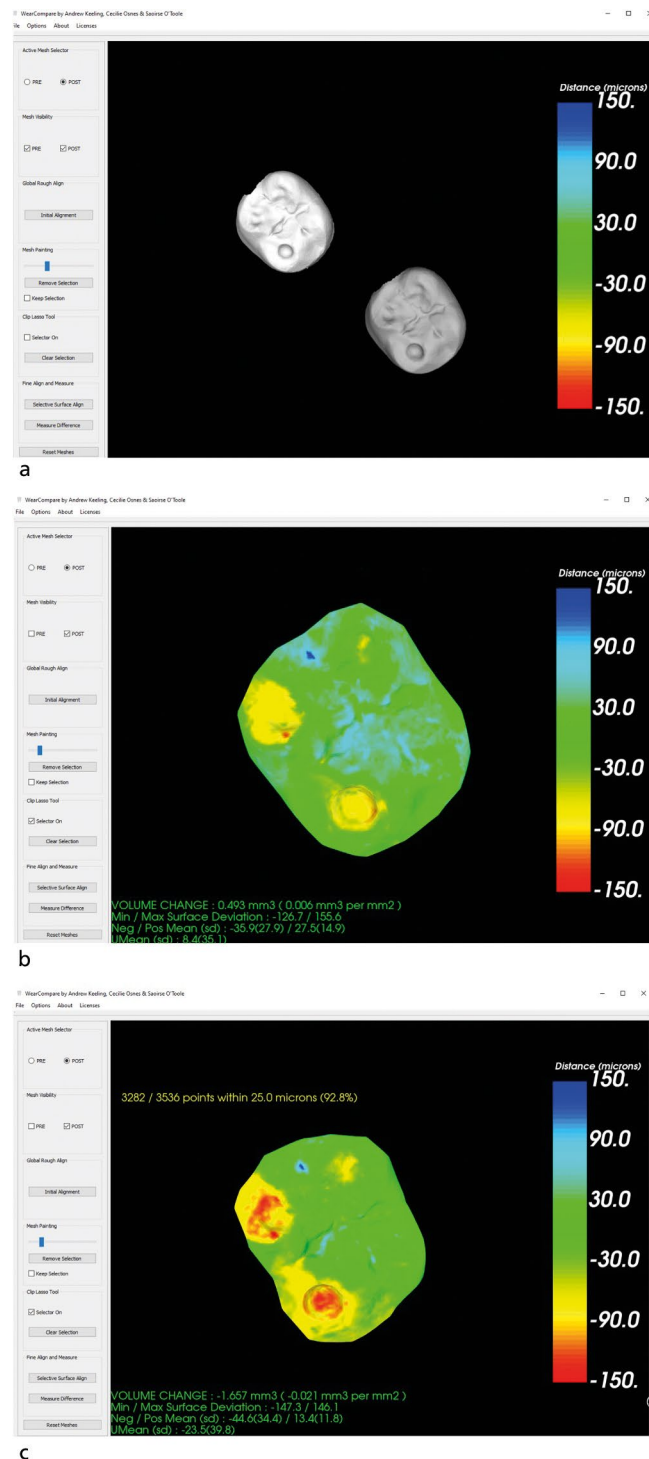 WearCompare by Andrew Keeling, Cecilie Osnes & Saoirse O'Toole
ile Options About Licenses
Active Mesh Selector
PRE POST
Mesh Visibility
PRE POST
Global Rough Align
Initial Alignment
Mesh Painting
Remove Selection
Keep Selection
Clip Lasso Tool
Selector On
Clear Selection
Fine Align and Measure
Selective Surface Align
Measure Difference
Reset Meshes
Distance (microns)
150.
90.0
30.0
-30.0
-90.0
-150.
a
WearCompare by Andrew Keeling, Cecilie Osnes & Saoirse O'Toole
File Options About Licenses
Active Mesh Selector
PRE POST
Mesh Visibility
PRE POST
Global Rough Align
Initial Alignment
Mesh Painting
Remove Selection
Keep Selection
Clip Lasso Tool
Selector On
Clear Selection
Fine Align and Measure
Selective Surface Align
Measure Difference
Reset Meshes
Distance (microns)
150.
90.0
30.0
-30.0
-90.0
-150.
VOLUME CHANGE : 0.493 mm3 ( 0.006 mm3 per mm2 )
Min / Max Surface Deviation : -126.7 / 155.6
Neg / Pos Mean (sd) : -35.9(27.9) / 27.5(14.9)
UMean (sd) : 8.4(35.1)
b
WearCompare by Andrew Keeling, Cecilie Osnes & Saoirse O'Toole
File Options About Licenses
Active Mesh Selector
PRE POST
Mesh Visibility
PRE POST
Global Rough Align
Initial Alignment
Mesh Painting
Remove Selection
Keep Selection
Clip Lasso Tool
Selector On
Clear Selection
Fine Align and Measure
Selective Surface Align
Measure Difference
Reset Meshes
3282 / 3536 points within 25.0 microns (92.8%)
Distance (microns)
150.
90.0
30.0
-30.0
-90.0
-150.
VOLUME CHANGE : -1.657 mm3 ( -0.021 mm3 per mm2 )
Min / Max Surface Deviation : -147.3 / 146.1
Neg / Pos Mean (sd) : -44.6(34.4) / 13.4(11.8)
UMean (sd) : -23.5(39.8)
c